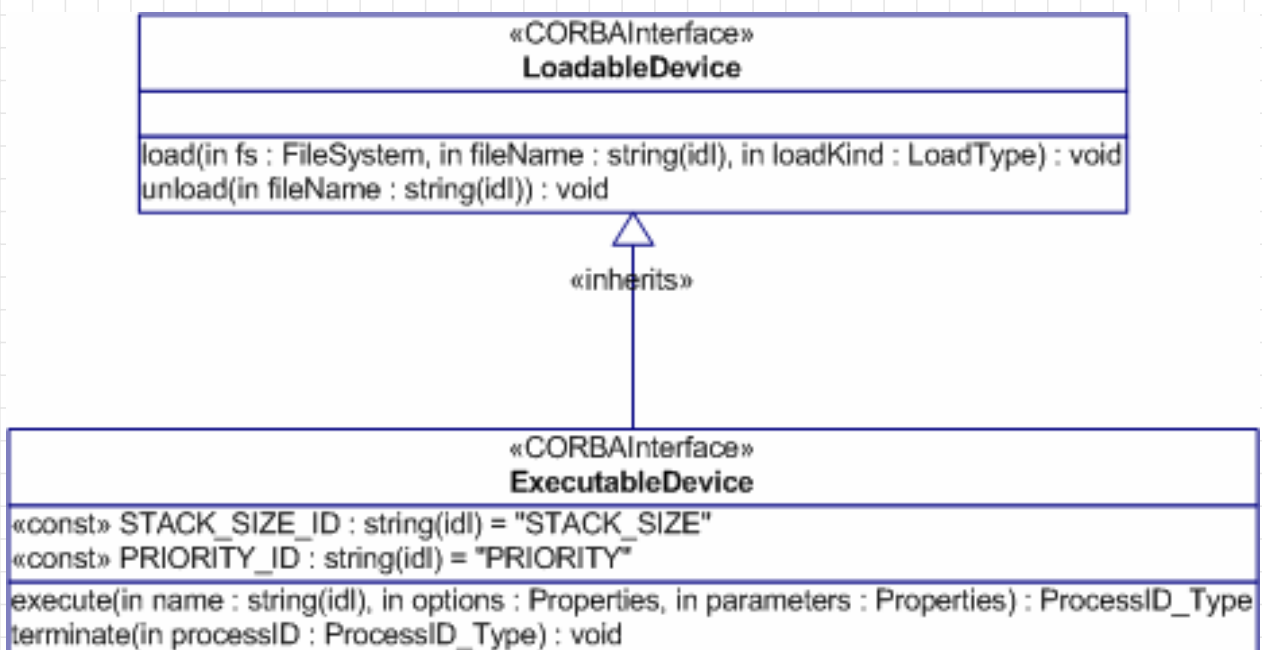 «CORBAInterface»
LoadableDevice
load(in fs : FileSystem, in fileName : string(idl), in loadKind : LoadType) : void
unload(in fileName : string(idl)) : void
«inherits»
«CORBAInterface»
ExecutableDevice
«const» STACK_SIZE_ID : string(idl) = "STACK_SIZE"
«const» PRIORITY_ID : string(idl) = "PRIORITY"
execute(in name : string(idl), in options : Properties, in parameters : Properties) : ProcessID_Type
terminate(in processID : ProcessID_Type) : void